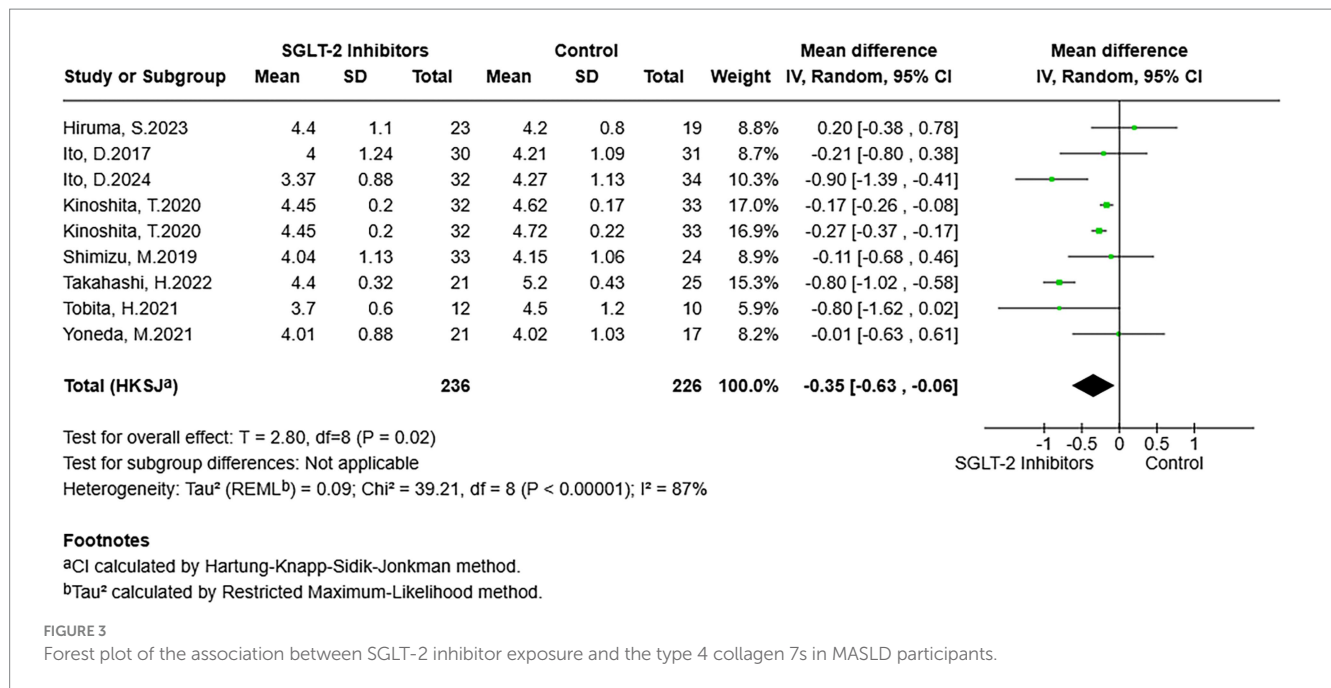 SGLT-2 Inhibitors Control Mean difference Mean difference
Study or Subgroup Mean SD Total Mean SD Total Weight IV, Random, 95% CI IV, Random, 95% CI
Hiruma, S.2023 4.4 1.1 23 4.2 0.8 19 8.8% 0.20 [-0.38 , 0.78]
Ito, D.2017 4 1.24 30 4.21 1.09 31 8.7% -0.21 [-0.80 , 0.38]
Ito, D.2024 3.37 0.88 32 4.27 1.13 34 10.3% -0.90 [-1.39 , -0.41]
Kinoshita, T.2020 4.45 0.2 32 4.62 0.17 33 17.0% -0.17 [-0.26 , -0.08]
Kinoshita, T.2020 4.45 0.2 32 4.72 0.22 33 16.9% -0.27 [-0.37 , -0.17]
Shimizu, M.2019 4.04 1.13 33 4.15 1.06 24 8.9% -0.11 [-0.68 , 0.46]
Takahashi, H.2022 4.4 0.32 21 5.2 0.43 25 15.3% -0.80 [-1.02 , -0.58]
Tobita, H.2021 3.7 0.6 12 4.5 1.2 10 5.9% -0.80 [-1.62 , 0.02]
Yoneda, M.2021 4.01 0.88 21 4.02 1.03 17 8.2% -0.01 [-0.63 , 0.61]
Total (HKSJᵃ) 236 226 100.0% -0.35 [-0.63 , -0.06]
Test for overall effect: T = 2.80, df=8 (P = 0.02)
Test for subgroup differences: Not applicable
Heterogeneity: Tau² (REMLᵇ) = 0.09; Chi² = 39.21, df = 8 (P < 0.00001); I² = 87%
-1 -0.5 0 0.5 1
SGLT-2 Inhibitors Control
Footnotes
ᵃCI calculated by Hartung-Knapp-Sidik-Jonkman method.
ᵇTau² calculated by Restricted Maximum-Likelihood method.
FIGURE 3
Forest plot of the association between SGLT-2 inhibitor exposure and the type 4 collagen 7s in MASLD participants.